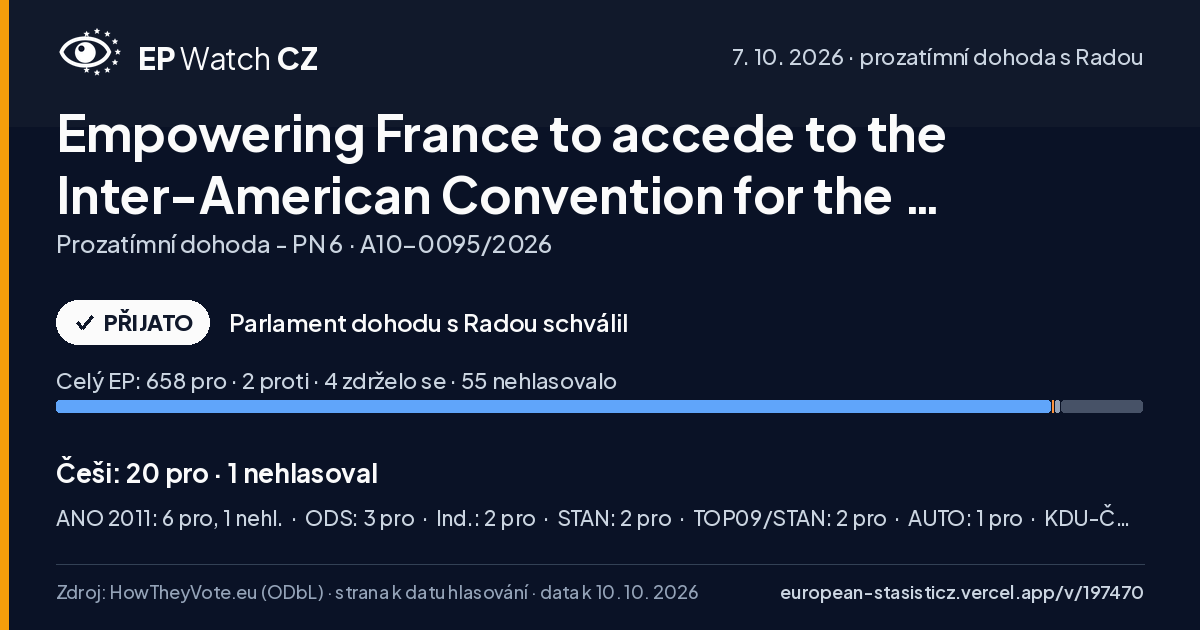 EP Watch CZ
7. 10. 2026 · prozatímní dohoda s Radou
Empowering France to accede to the
Inter-American Convention for the …
Prozatímní dohoda – PN 6 · A10–0095/2026
✓ PŘIJATO
Parlament dohodu s Radou schválil
Celý EP: 658 pro · 2 proti · 4 zdrželo se · 55 nehlasovalo
Češi: 20 pro · 1 nehlasoval
ANO 2011: 6 pro, 1 nehl. · ODS: 3 pro · Ind.: 2 pro · STAN: 2 pro · TOP09/STAN: 2 pro · AUTO: 1 pro · KDU-Č…
Zdroj: HowTheyVote.eu (ODbL) · strana k datu hlasování · data k 10. 10. 2026
european-stasisticz.vercel.app/v/197470